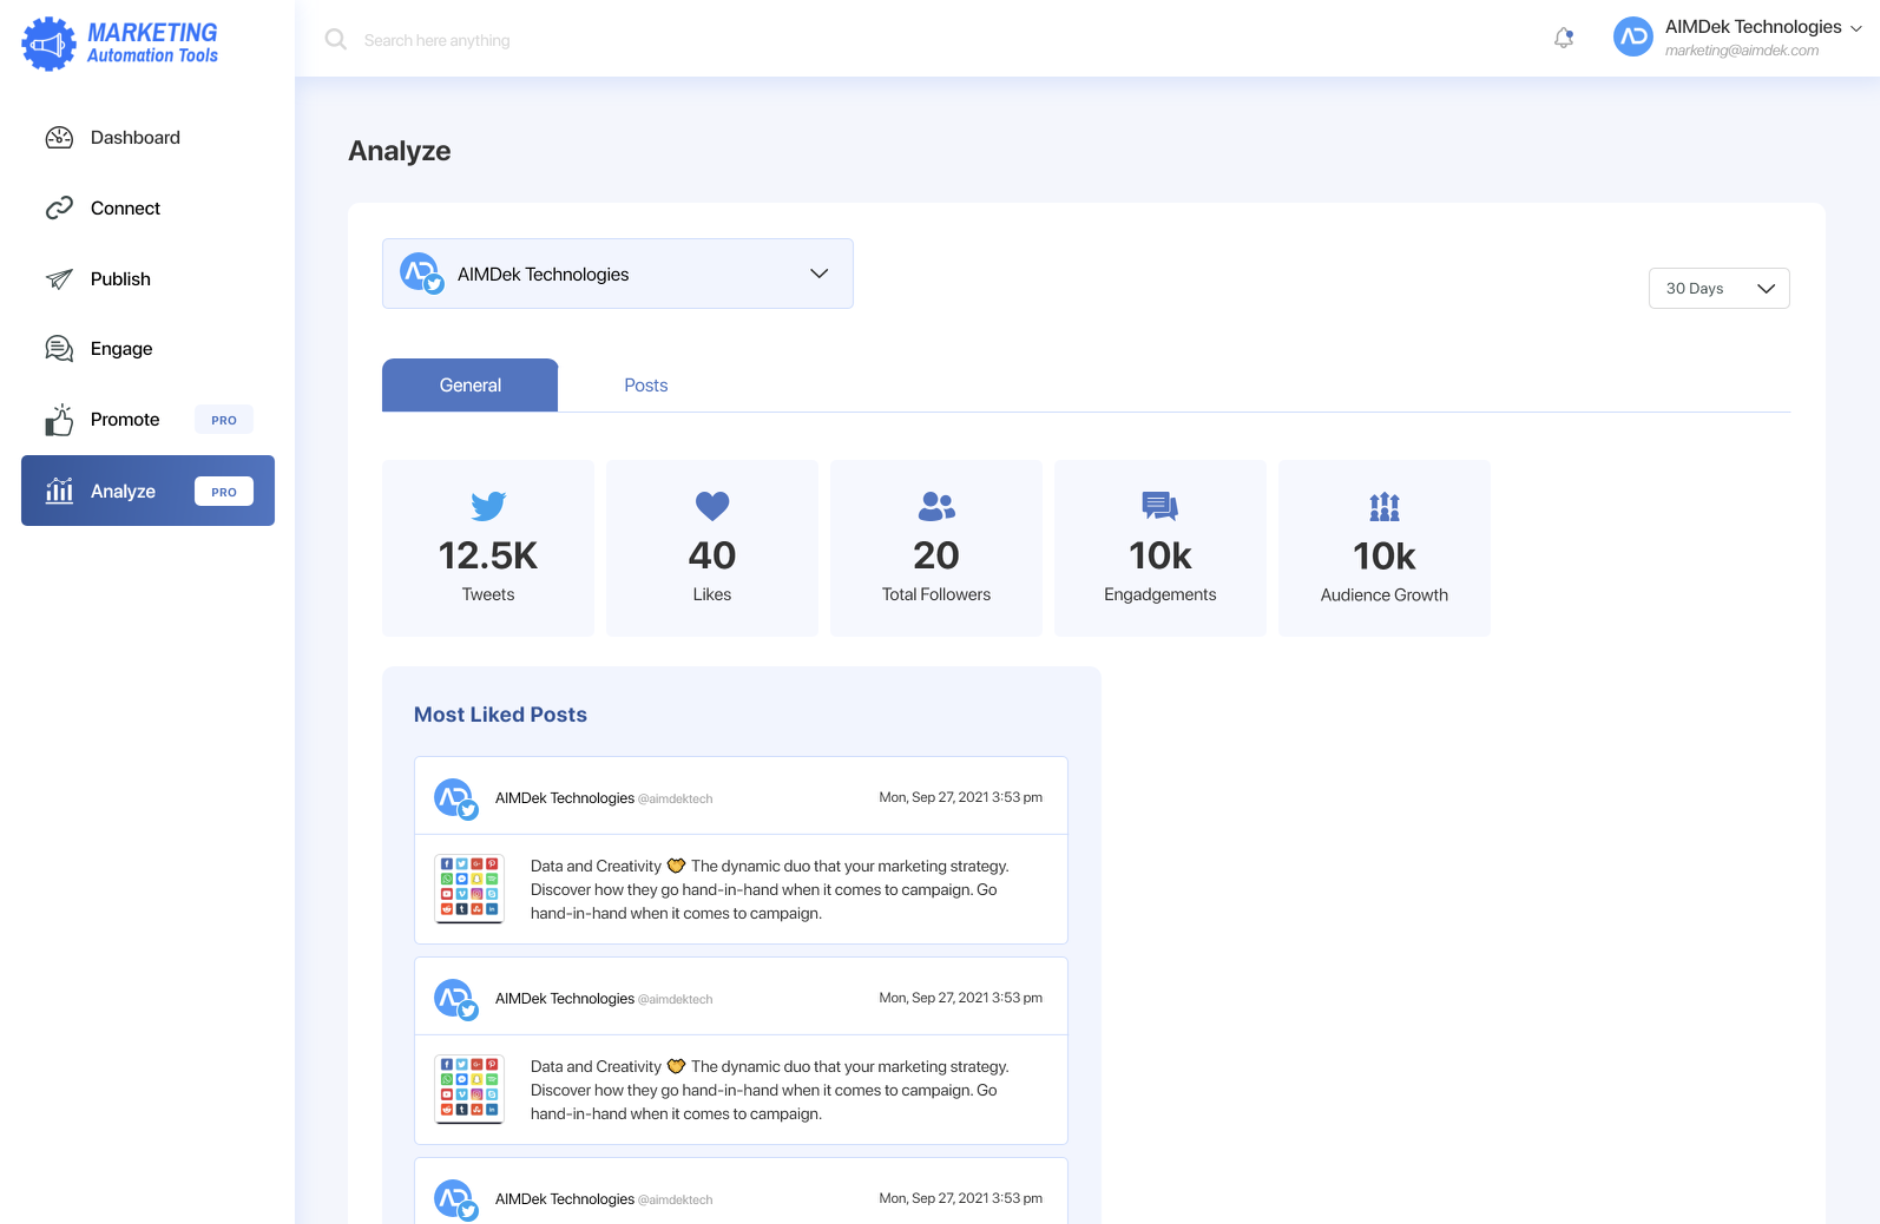 MARKETING
Automation Tools
Search here anything
AIMDek Technologies
marketing@aimdek.com
Dashboard
Connect
Publish
Engage
Promote PRO
Analyze PRO
Analyze
AIMDek Technologies
30 Days
General Posts
12.5K
Tweets
40
Likes
20
Total Followers
10k
Engadgements
10k
Audience Growth
Most Liked Posts
AIMDek Technologies @aimdektech Mon, Sep 27, 2021 3:53 pm
Data and Creativity 🤝 The dynamic duo that your marketing strategy.
Discover how they go hand-in-hand when it comes to campaign. Go
hand-in-hand when it comes to campaign.
AIMDek Technologies @aimdektech Mon, Sep 27, 2021 3:53 pm
Data and Creativity 🤝 The dynamic duo that your marketing strategy.
Discover how they go hand-in-hand when it comes to campaign. Go
hand-in-hand when it comes to campaign.
AIMDek Technologies @aimdektech Mon, Sep 27, 2021 3:53 pm